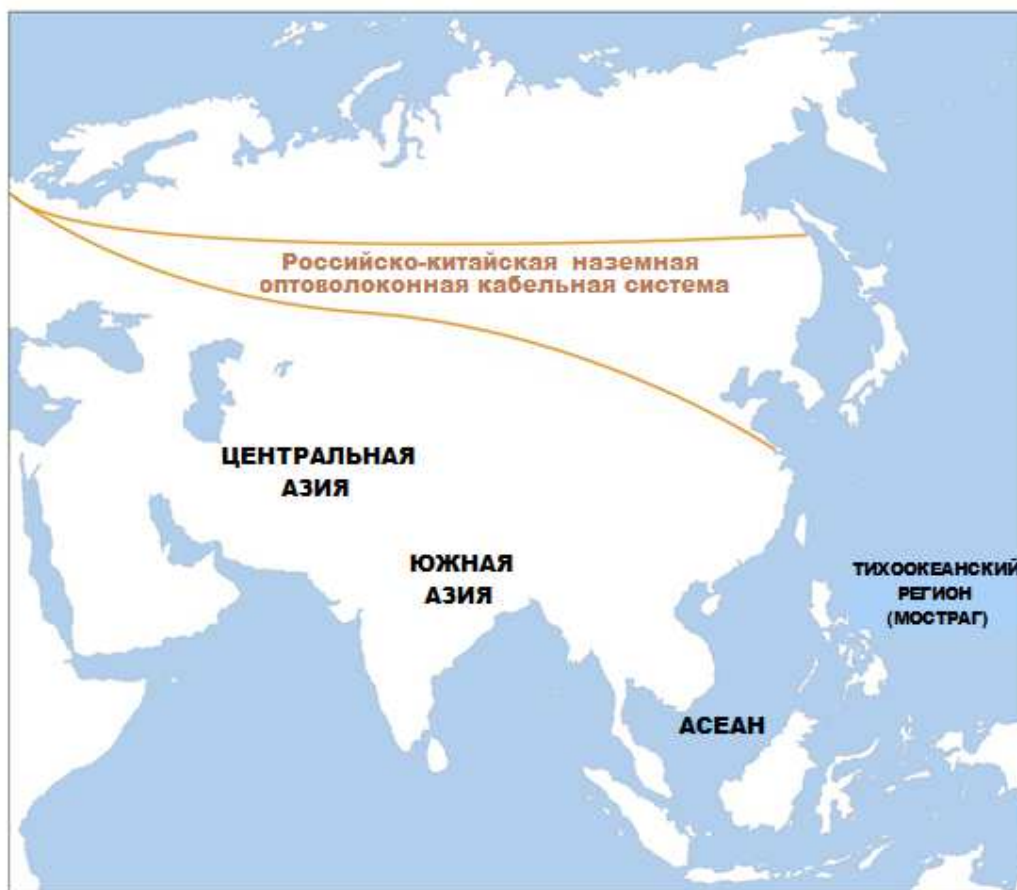 Российско-китайская наземная
оптоволоконная кабельная система
ЦЕНТРАЛЬНАЯ
АЗИЯ
ЮЖНАЯ
АЗИЯ
ТИХООКЕАНСКИЙ
РЕГИОН
(МОСТРАГ)
АСЕАН